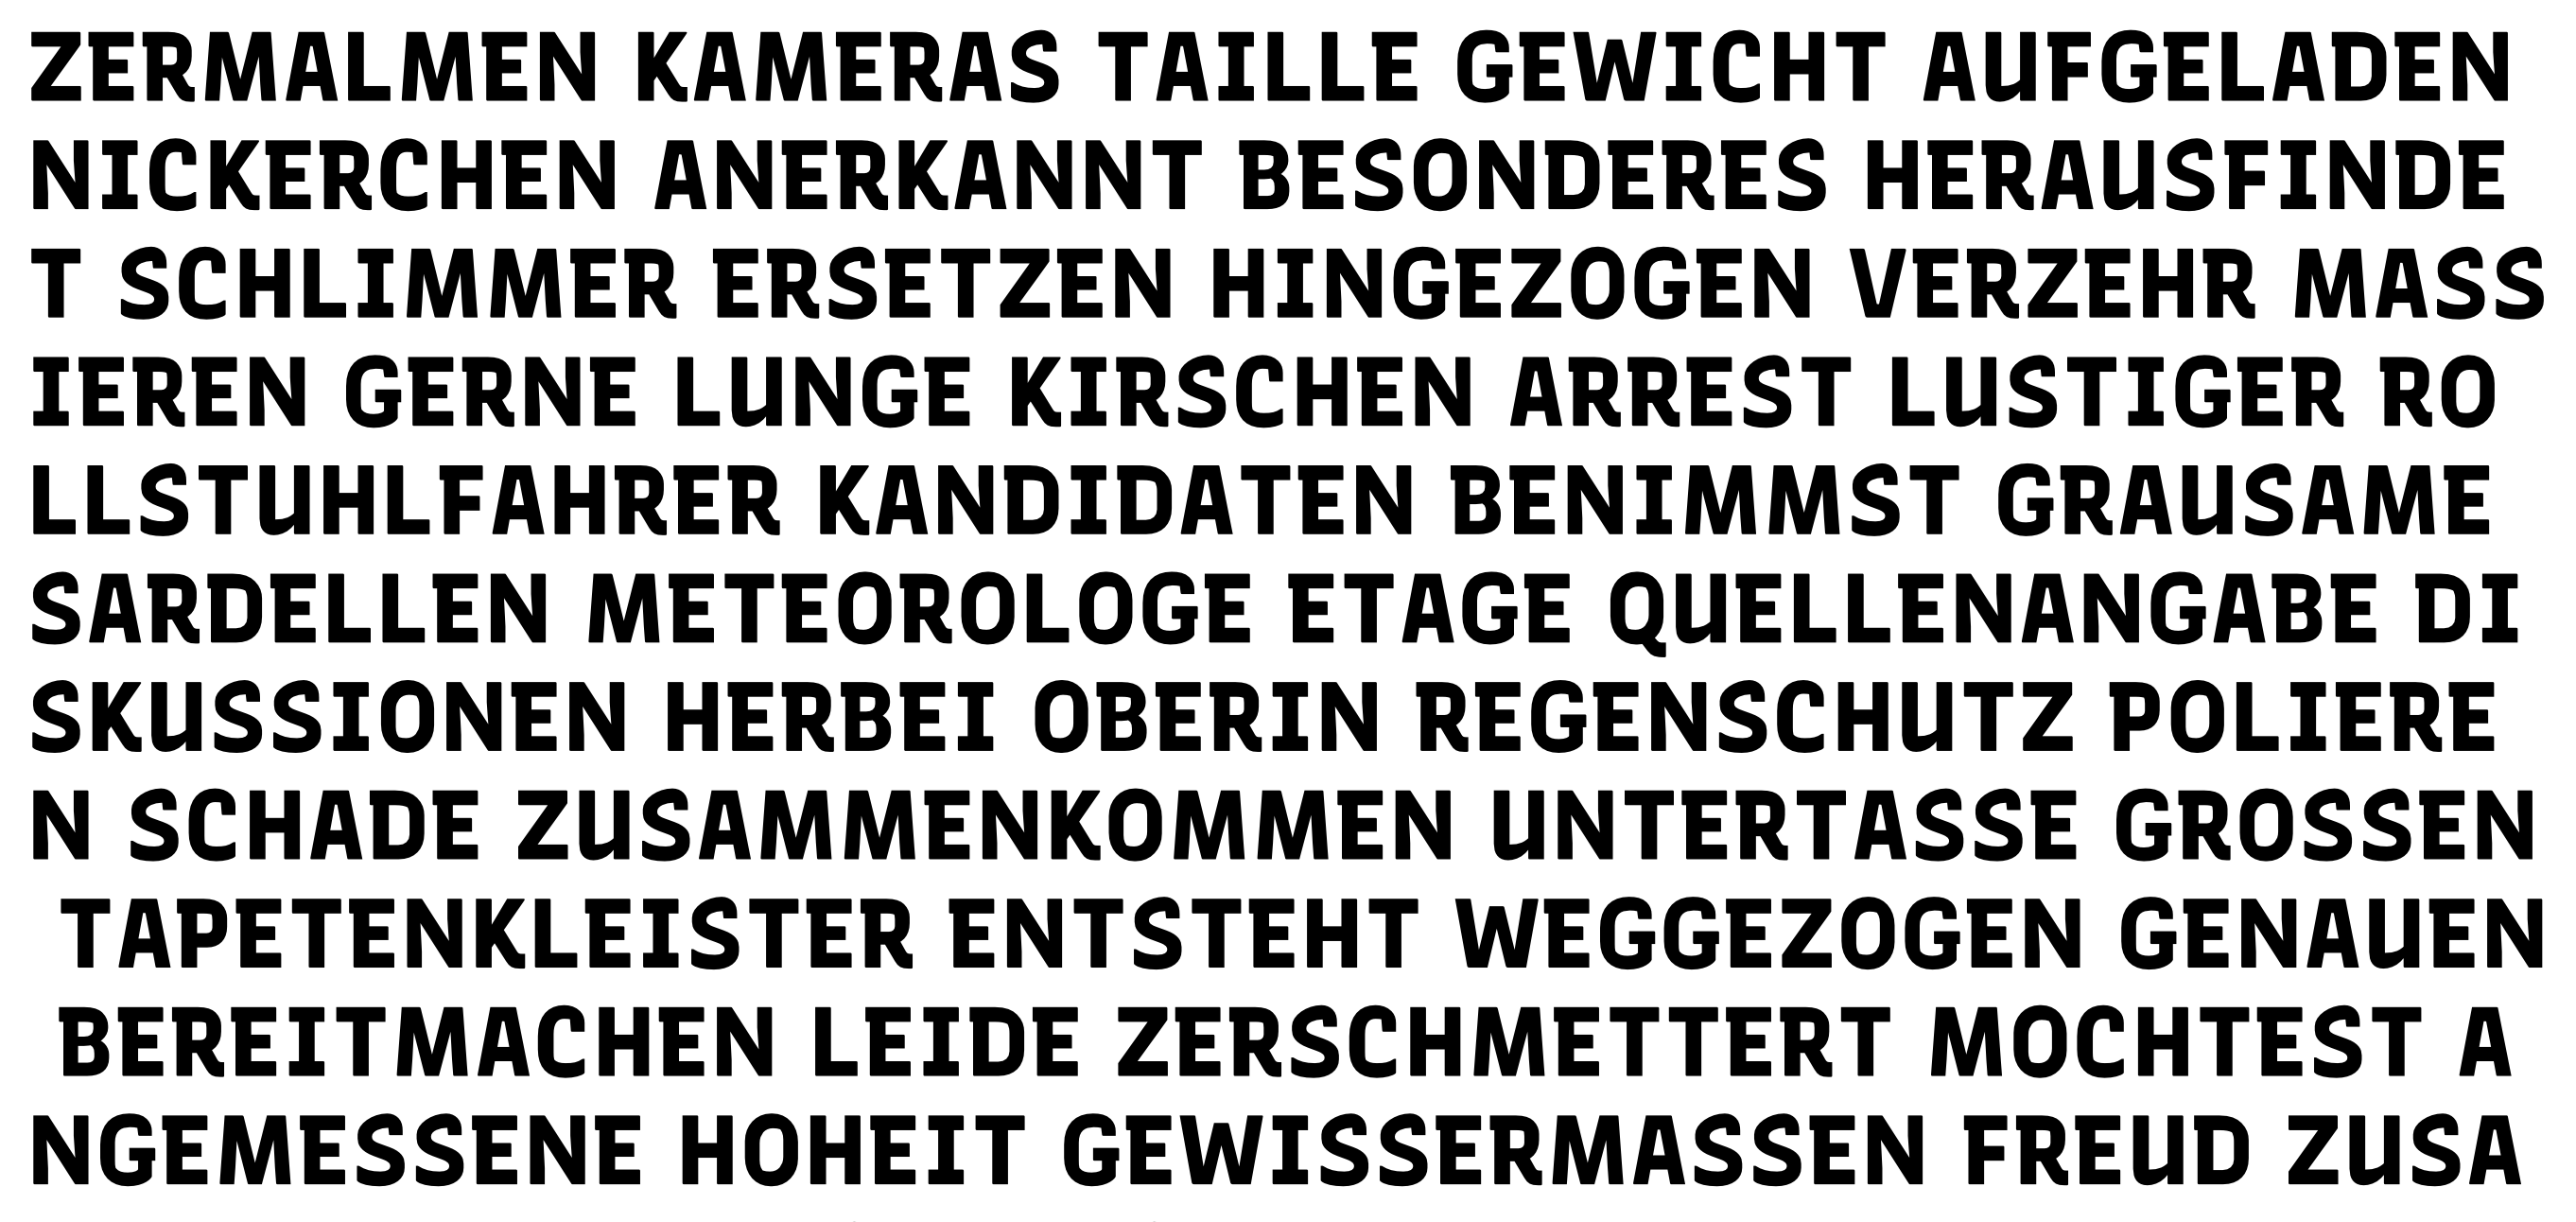 ZERMALMEN KAMERAS TAILLE GEWICHT AUFGELADEN
NICKERCHEN ANERKANNT BESONDERES HERAUSFINDE
T SCHLIMMER ERSETZEN HINGEZOGEN VERZEHR MASS
IEREN GERNE LUNGE KIRSCHEN ARREST LUSTIGER RO
LLSTUHLFAHRER KANDIDATEN BENIMMST GRAUSAME
SARDELLEN METEOROLOGE ETAGE QUELLENANGABE DI
SKUSSIONEN HERBEI OBERIN REGENSCHUTZ POLIERE
N SCHADE ZUSAMMENKOMMEN UNTERTASSE GROSSEN
TAPETENKLEISTER ENTSTEHT WEGGEZOGEN GENAUEN
BEREITMACHEN LEIDE ZERSCHMETTERT MOCHTEST A
NGEMESSENE HOHEIT GEWISSERMASSEN FREUD ZUSA